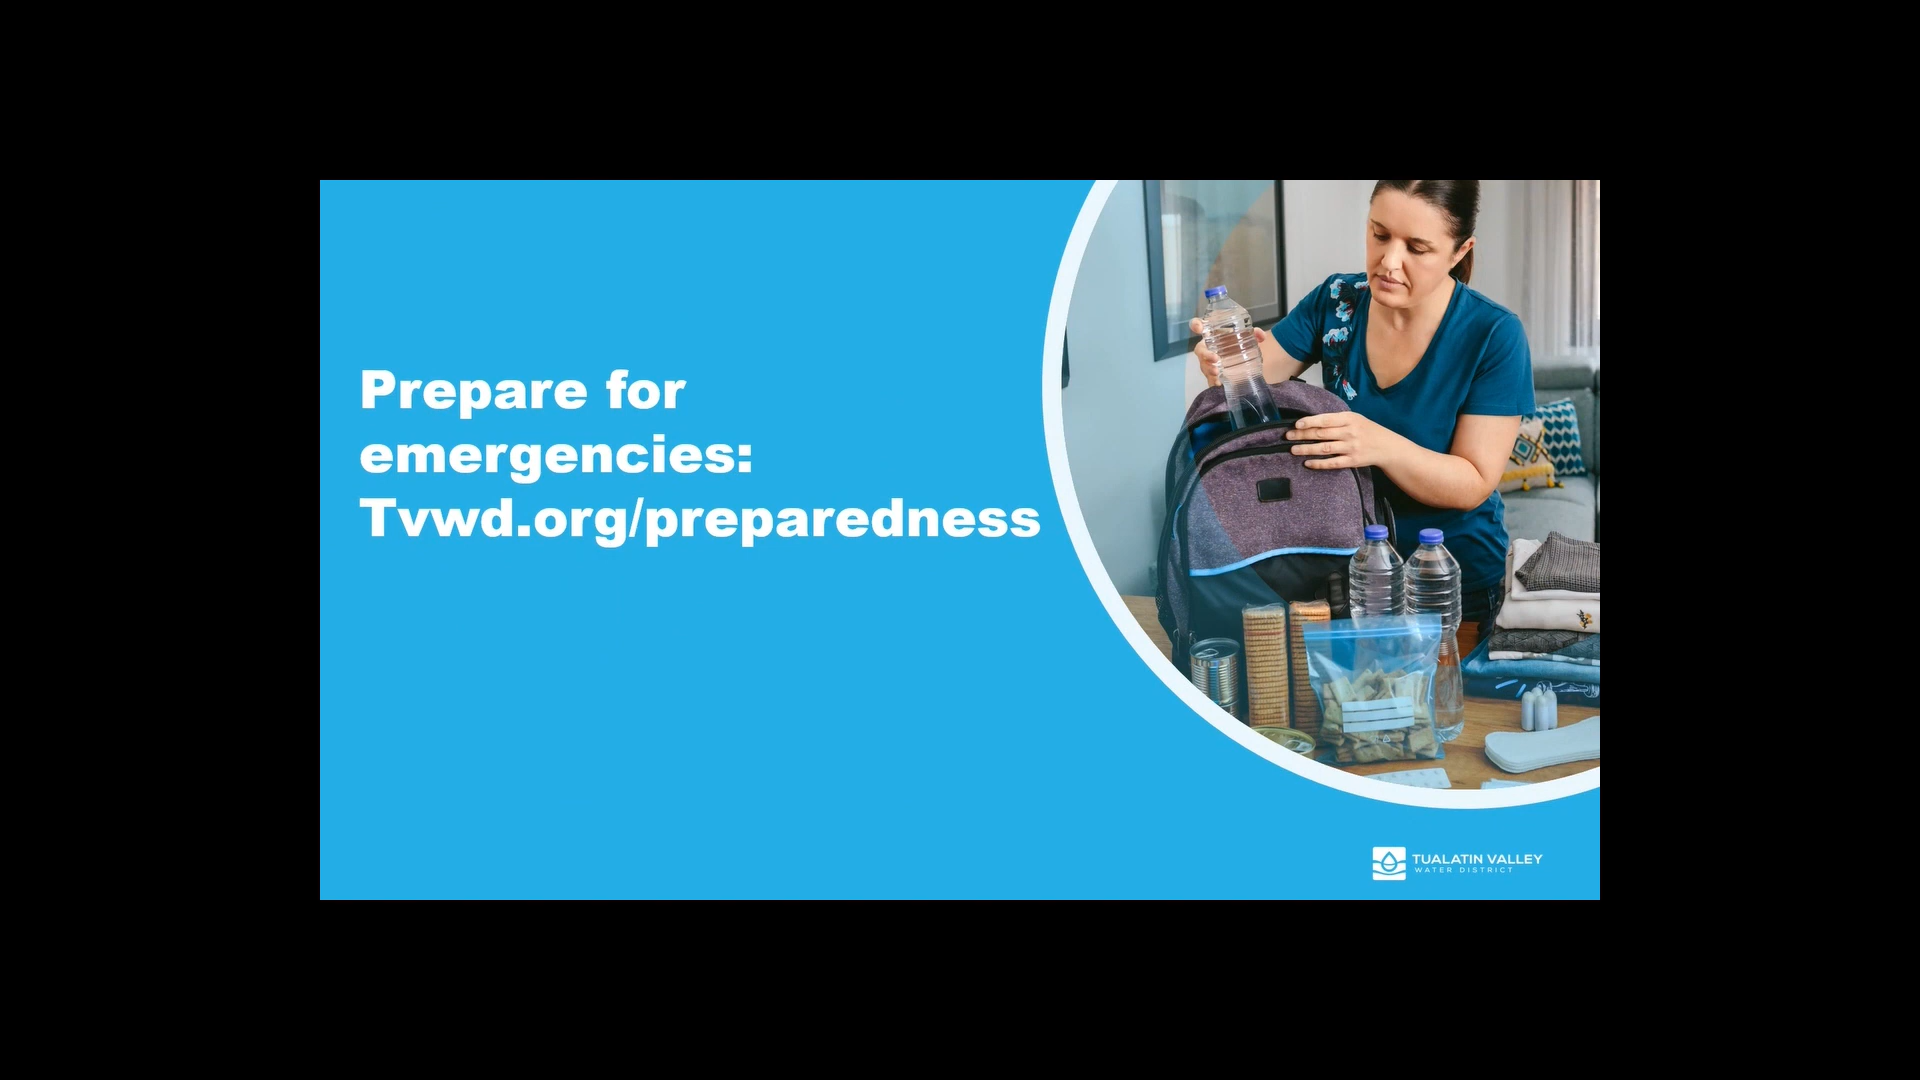 Prepare for
emergencies:
Tvwd.org/preparedness
TUALATIN VALLEY
WATER DISTRICT